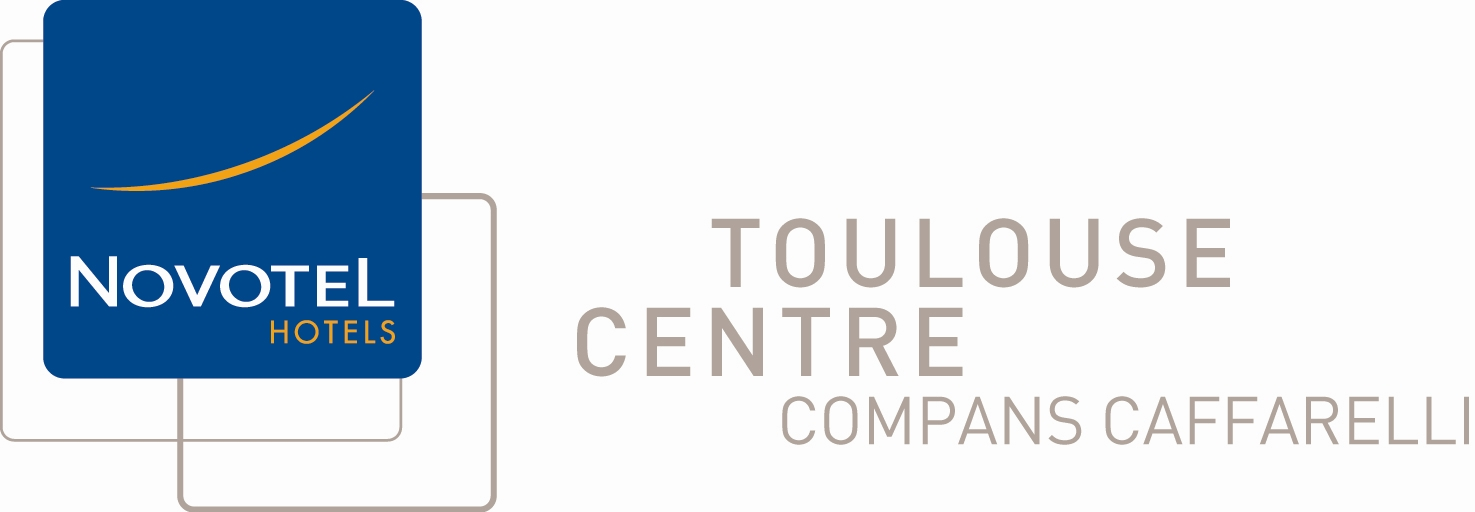 NOVOTEL
HOTELS
TOULOUSE
CENTRE
COMPANS CAFFARELLI